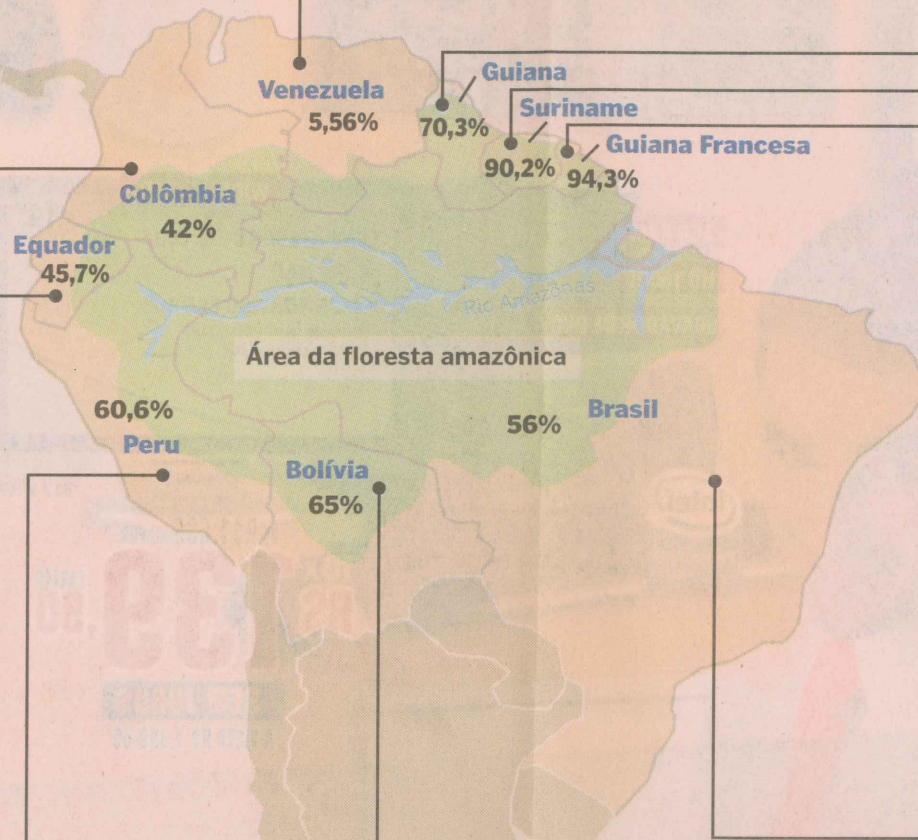 Venezuela
5,56%
Guiana
70,3%
Suriname
90,2%
Guiana Francesa
94,3%
Colômbia
42%
Equador
45,7%
Rio Amazônas
Área da floresta amazônica
60,6%
Peru
Bolívia
65%
56%
Brasil